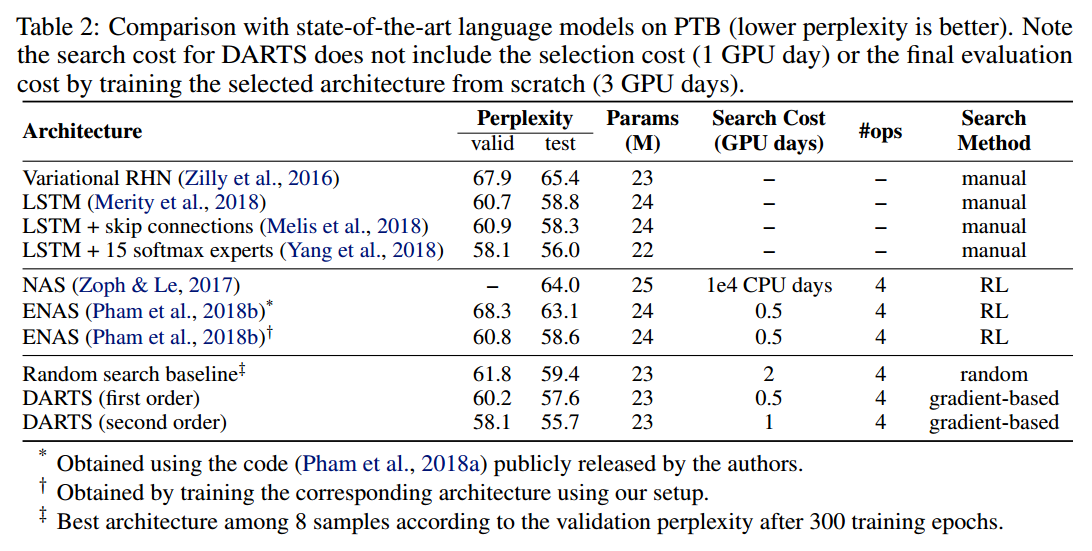 Table 2: Comparison with state-of-the-art language models on PTB (lower perplexity is better). Note
the search cost for DARTS does not include the selection cost (1 GPU day) or the final evaluation
cost by training the selected architecture from scratch (3 GPU days).
Architecture Perplexity Params Search Cost #ops Search
valid test (M) (GPU days) Method
Variational RHN (Zilly et al., 2016) 67.9 65.4 23 – – manual
LSTM (Merity et al., 2018) 60.7 58.8 24 – – manual
LSTM + skip connections (Melis et al., 2018) 60.9 58.3 24 – – manual
LSTM + 15 softmax experts (Yang et al., 2018) 58.1 56.0 22 – – manual
NAS (Zoph & Le, 2017) – 64.0 25 1e4 CPU days 4 RL
ENAS (Pham et al., 2018b)* 68.3 63.1 24 0.5 4 RL
ENAS (Pham et al., 2018b)† 60.8 58.6 24 0.5 4 RL
Random search baseline‡ 61.8 59.4 23 2 4 random
DARTS (first order) 60.2 57.6 23 0.5 4 gradient-based
DARTS (second order) 58.1 55.7 23 1 4 gradient-based
* Obtained using the code (Pham et al., 2018a) publicly released by the authors.
† Obtained by training the corresponding architecture using our setup.
‡ Best architecture among 8 samples according to the validation perplexity after 300 training epochs.